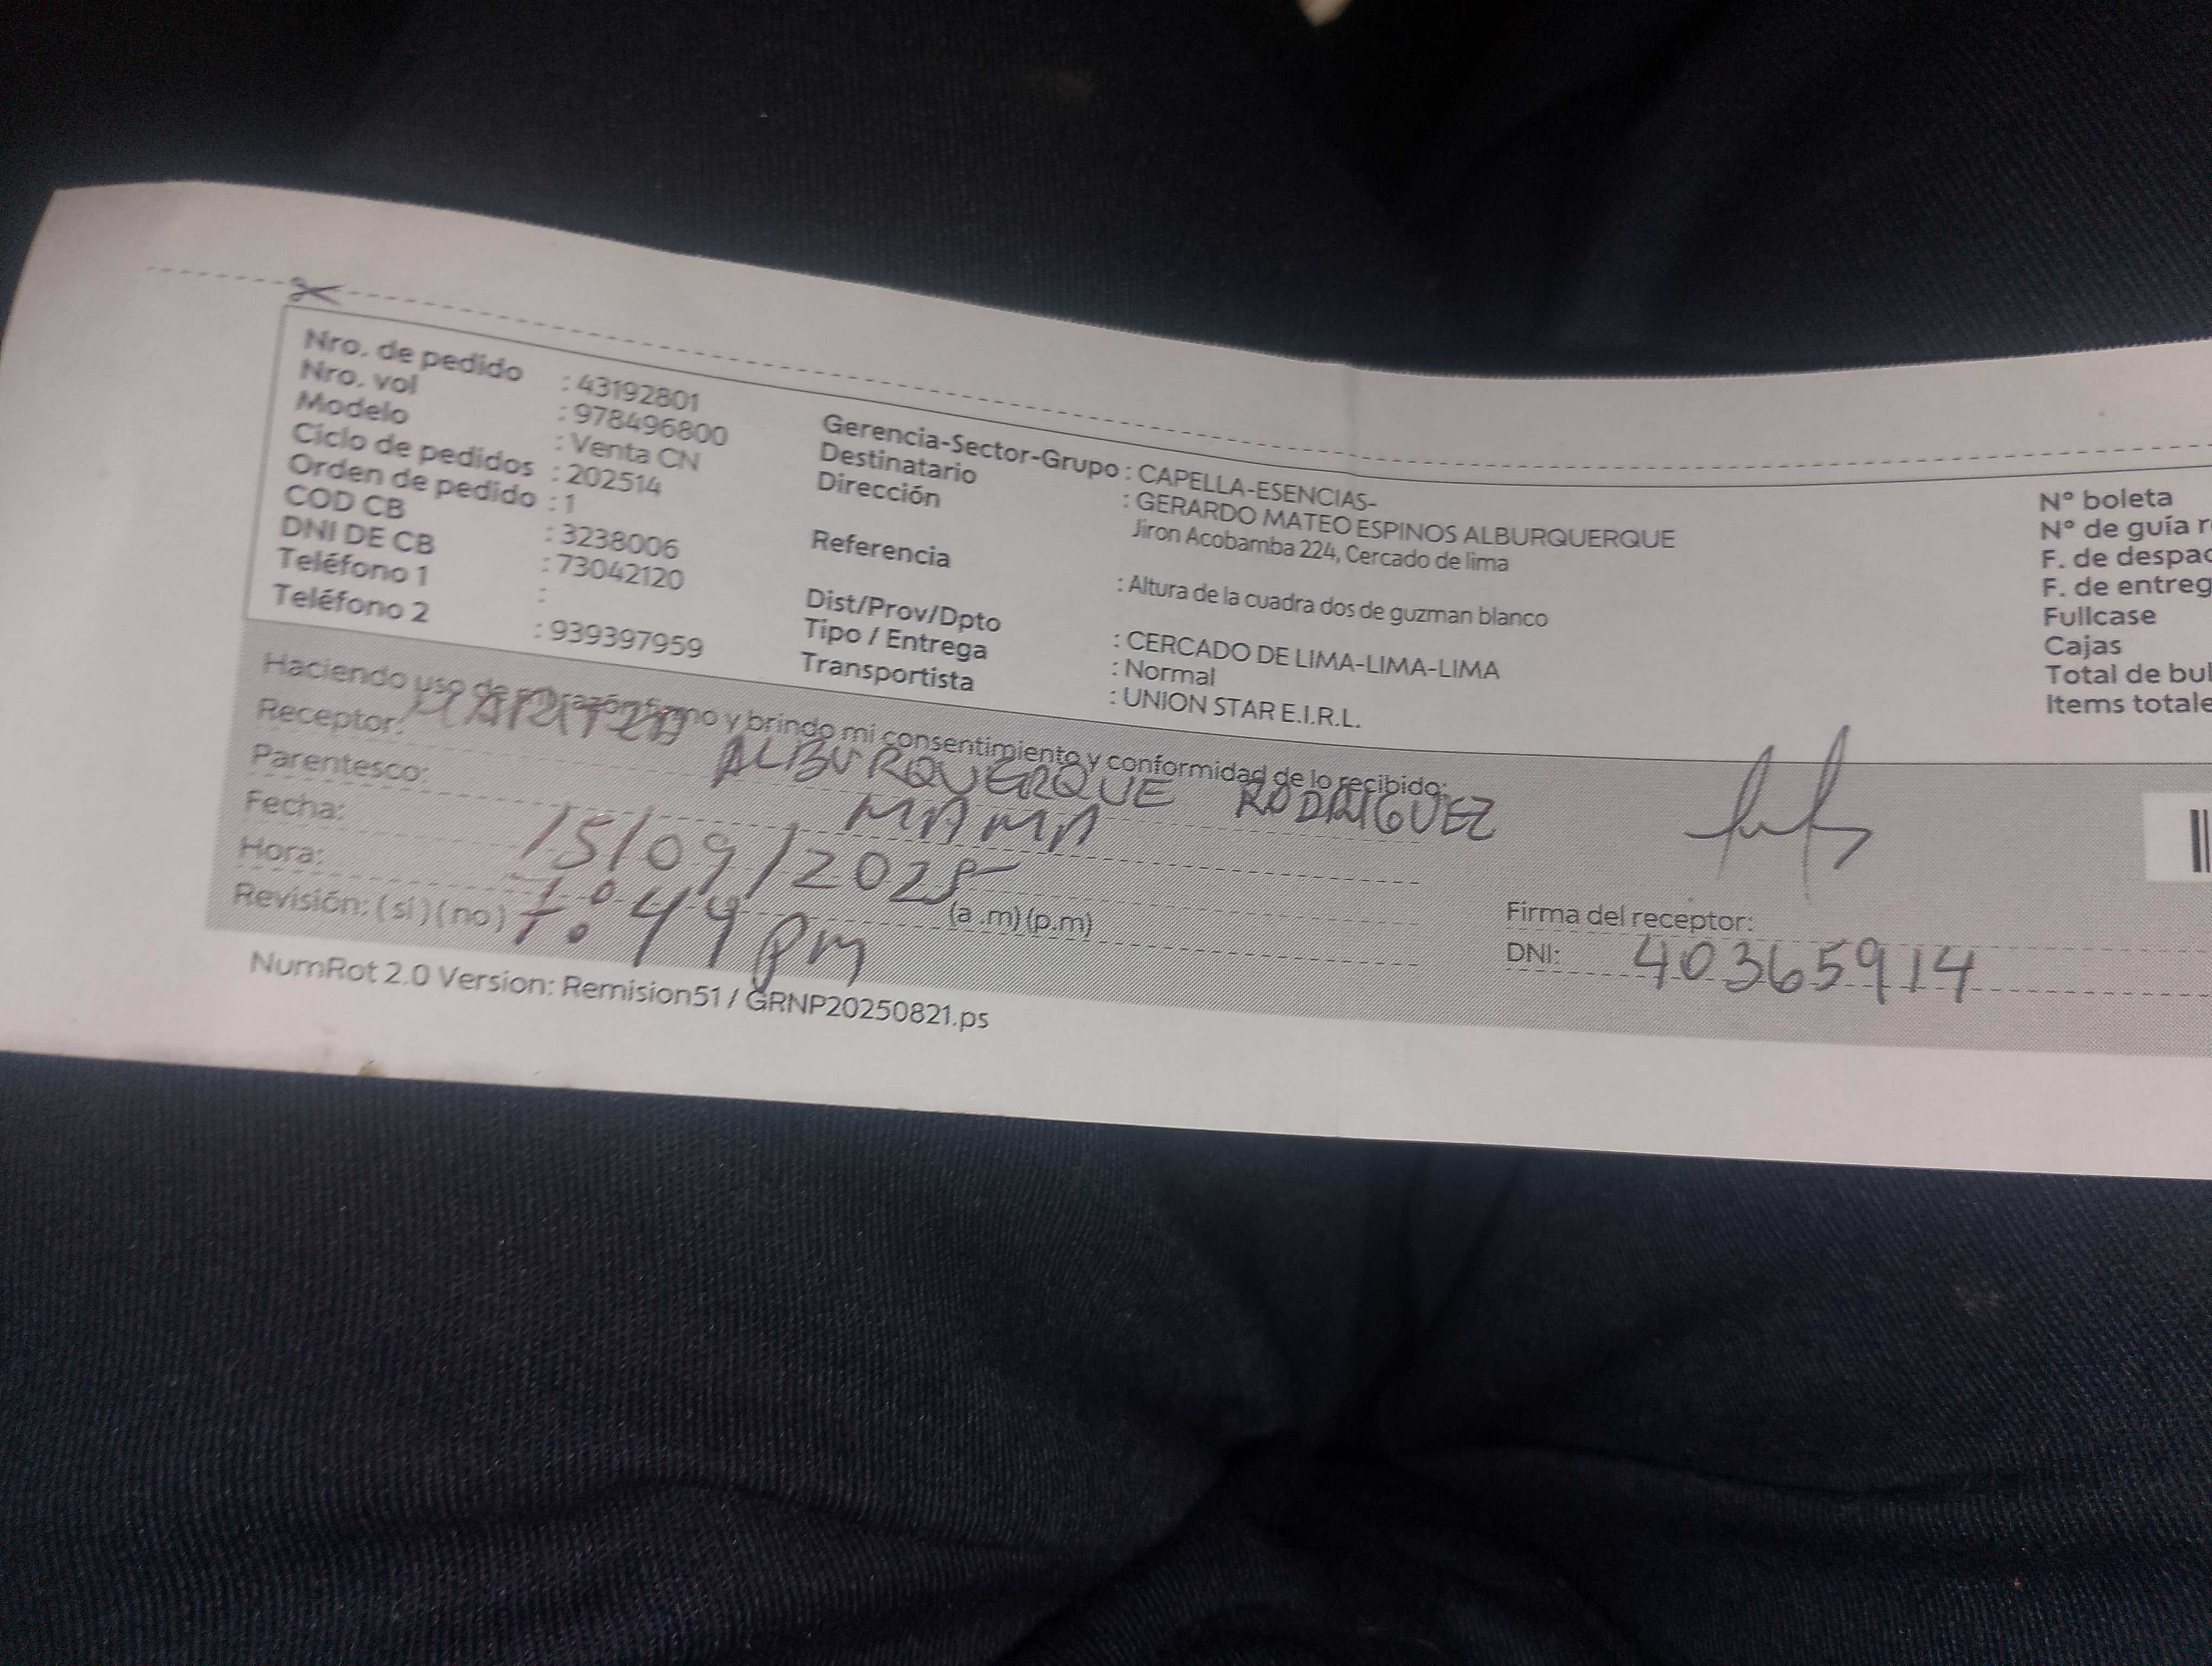 Nro. de pedido : 43192801
Nro. vol : 978496800
Modelo : Venta CN
Ciclo de pedidos : 202514
Orden de pedido : 1
COD CB : 3238006
DNI DE CB : 73042120
Teléfono 1 :
Teléfono 2 : 939397959
Gerencia-Sector-Grupo : CAPELLA-ESENCIAS-
Destinatario : GERARDO MATEO ESPINOS ALBURQUERQUE
Dirección Jiron Acobamba 224, Cercado de lima
Referencia : Altura de la cuadra dos de guzman blanco
Dist/Prov/Dpto : CERCADO DE LIMA-LIMA-LIMA
Tipo / Entrega : Normal
Transportista : UNION STAR E.I.R.L.
N° boleta
N° de guía r
F. de despac
F. de entreg
Fullcase
Cajas
Total de bul
Items totale
Haciendo uso de razón firmo y brindo mi consentimiento y conformidad de lo recibido:
Receptor: ALBURQUERQUE RODRIGUEZ
Parentesco: MAMA
Fecha: 15/09/2025
Hora: 7:44 pm (a.m)(p.m)
Revisión: (si)(no)
Firma del receptor:
DNI: 40365914
NumRot 2.0 Version: Remision51 / GRNP20250821.ps